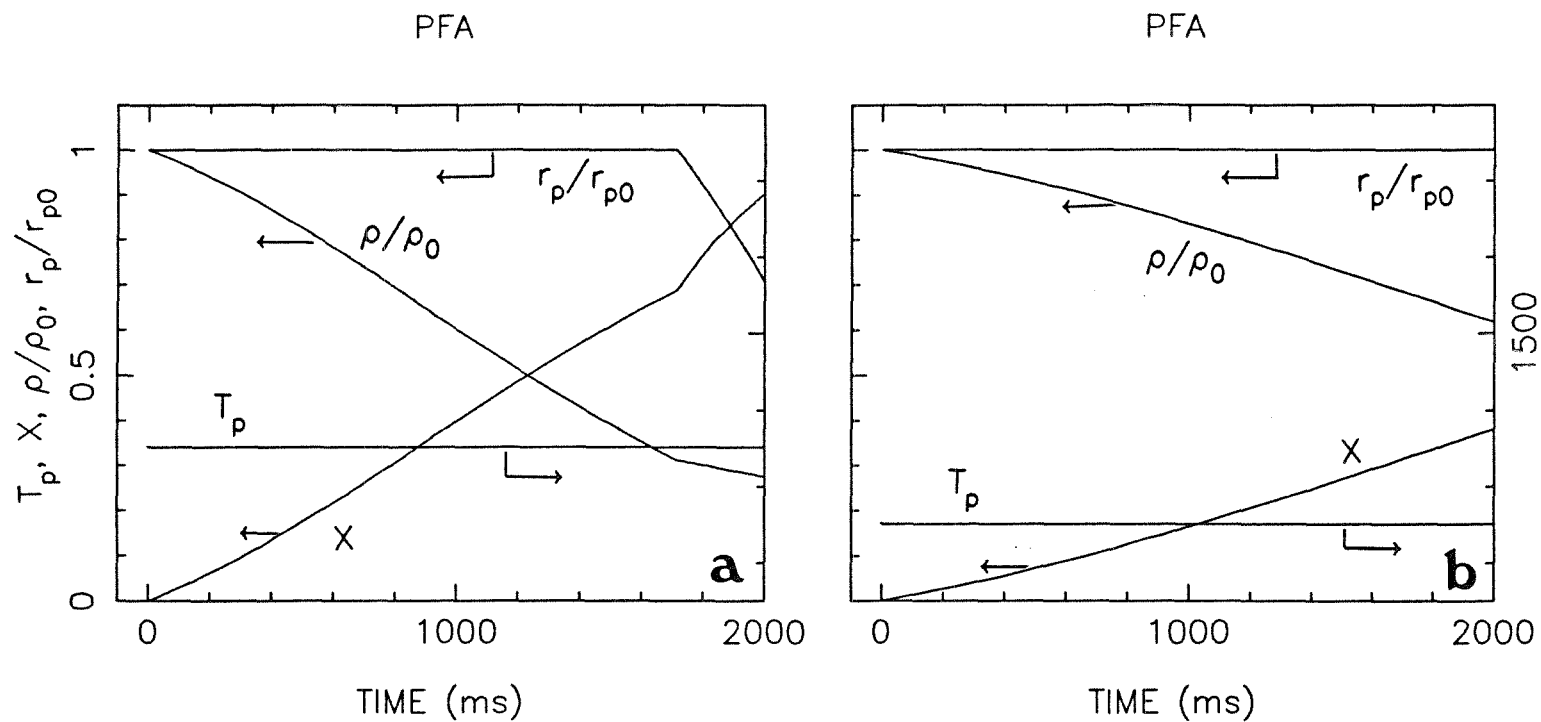 PFA
PFA
T_p, X, ρ/ρ_0, r_p/r_p0
1
0.5
0
r_p/r_p0
ρ/ρ_0
T_p
X
a
0
1000
2000
TIME (ms)
r_p/r_p0
ρ/ρ_0
T_p
X
b
1500
0
1000
2000
TIME (ms)